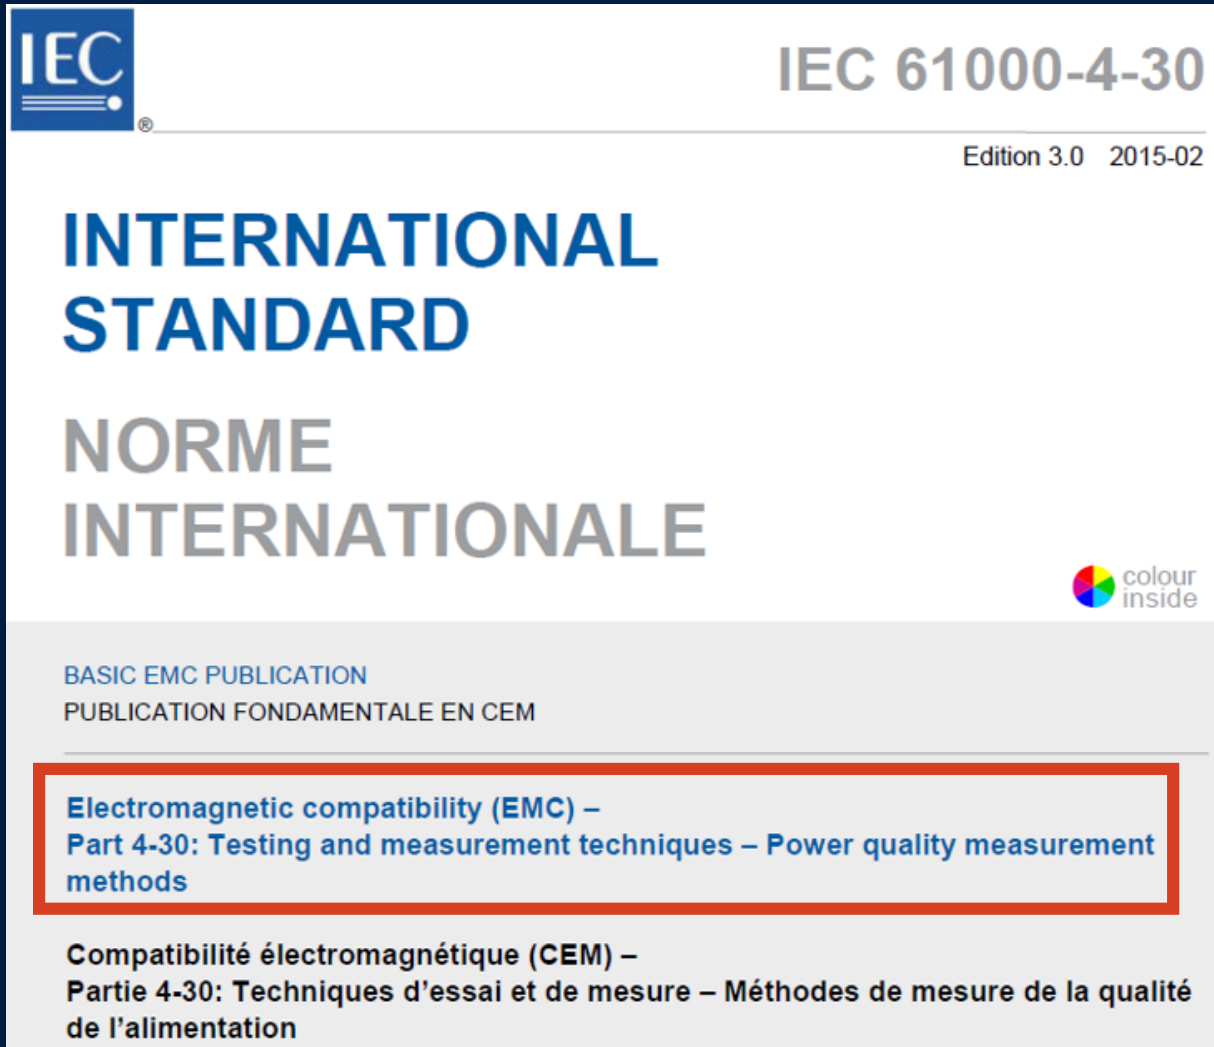 IEC
®
IEC 61000-4-30
Edition 3.0 2015-02
INTERNATIONAL
STANDARD
NORME
INTERNATIONALE
colour
inside
BASIC EMC PUBLICATION
PUBLICATION FONDAMENTALE EN CEM
Electromagnetic compatibility (EMC) –
Part 4-30: Testing and measurement techniques – Power quality measurement
methods
Compatibilité électromagnétique (CEM) –
Partie 4-30: Techniques d'essai et de mesure – Méthodes de mesure de la qualité
de l'alimentation